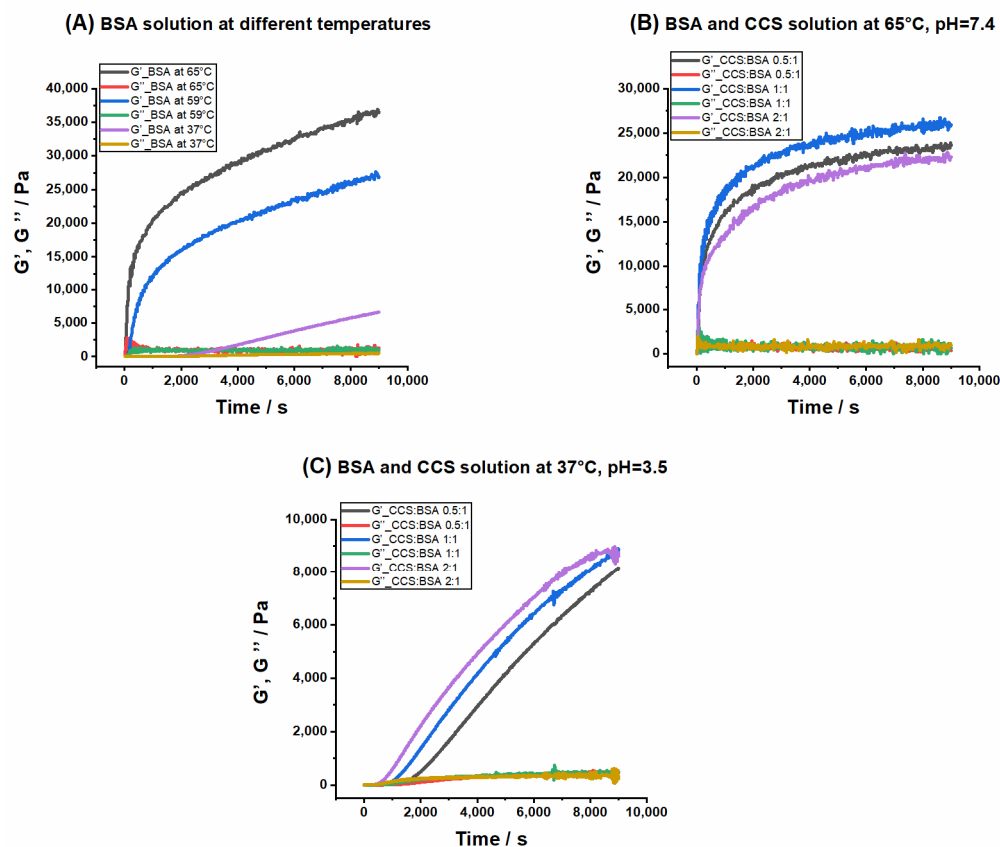 (A) BSA solution at different temperatures
G'_BSA at 65°C
G''_BSA at 65°C
G'_BSA at 59°C
G''_BSA at 59°C
G'_BSA at 37°C
G''_BSA at 37°C
40,000
35,000
30,000
25,000
20,000
15,000
10,000
5,000
0
G', G '' / Pa
0 2,000 4,000 6,000 8,000 10,000
Time / s
(B) BSA and CCS solution at 65°C, pH=7.4
G'_CCS:BSA 0.5:1
G''_CCS:BSA 0.5:1
G'_CCS:BSA 1:1
G''_CCS:BSA 1:1
G'_CCS:BSA 2:1
G''_CCS:BSA 2:1
30,000
25,000
20,000
15,000
10,000
5,000
0
G', G '' / Pa
0 2,000 4,000 6,000 8,000 10,000
Time / s
(C) BSA and CCS solution at 37°C, pH=3.5
G'_CCS:BSA 0.5:1
G''_CCS:BSA 0.5:1
G'_CCS:BSA 1:1
G''_CCS:BSA 1:1
G'_CCS:BSA 2:1
G''_CCS:BSA 2:1
10,000
8,000
6,000
4,000
2,000
0
G', G '' / Pa
0 2,000 4,000 6,000 8,000 10,000
Time / s